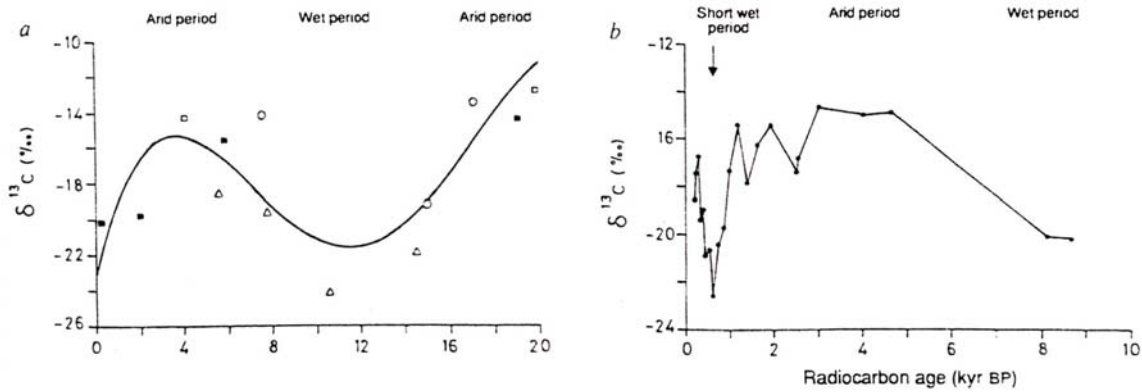 a
Arid period
Wet period
Arid period
-10
-14
-18
-22
-26
δ ¹³C (‰)
0
4
8
12
16
20
b
Short wet
period
Arid period
Wet period
-12
16
-20
-24
δ ¹³C (‰)
0
2
4
6
8
10
Radiocarbon age (kyr BP)